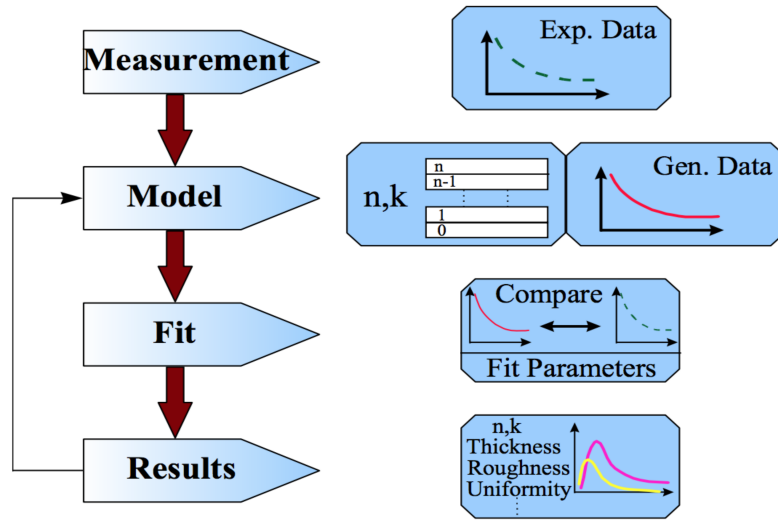 Measurement
Exp. Data
Model
n,k
n
n-1
1
0
Gen. Data
Fit
Compare
Fit Parameters
Results
n,k
Thickness
Roughness
Uniformity